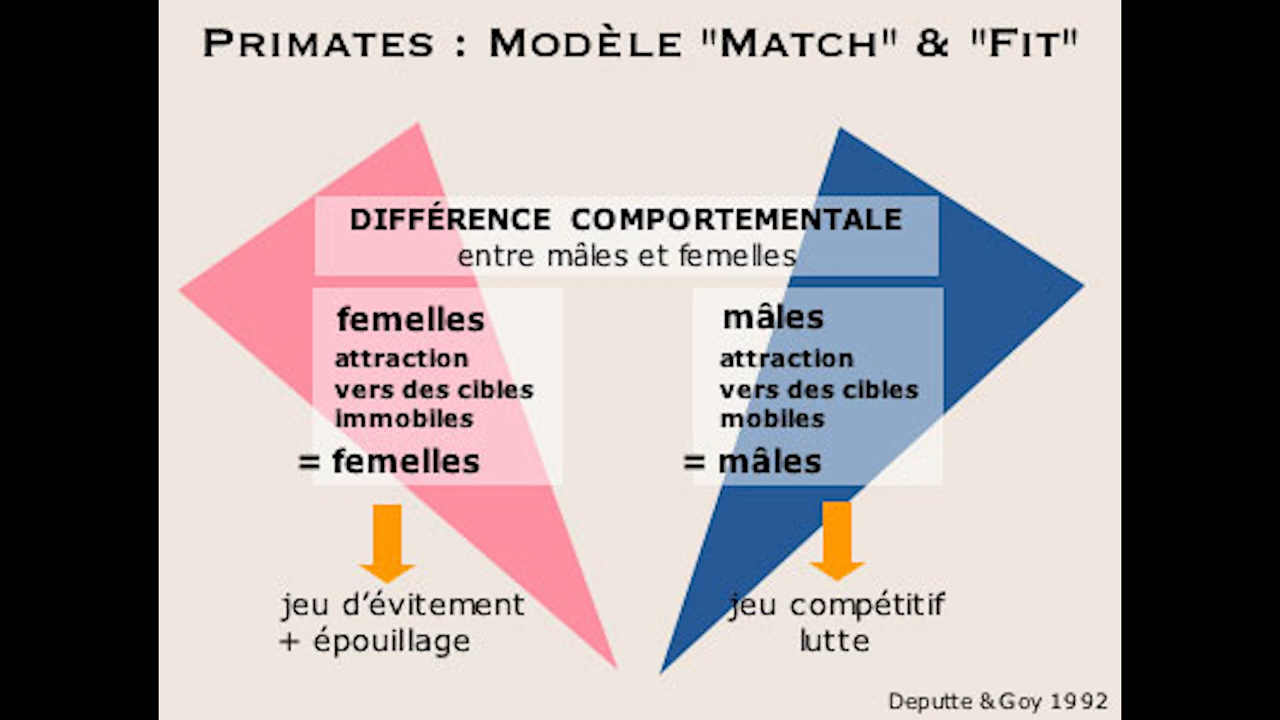 PRIMATES : MODÈLE "MATCH" & "FIT"
DIFFÉRENCE COMPORTEMENTALE
entre mâles et femelles
femelles
attraction
vers des cibles
immobiles
= femelles
jeu d’évitement
+ épouillage
mâles
attraction
vers des cibles
mobiles
= mâles
jeu compétitif
lutte
Deputte & Goy 1992